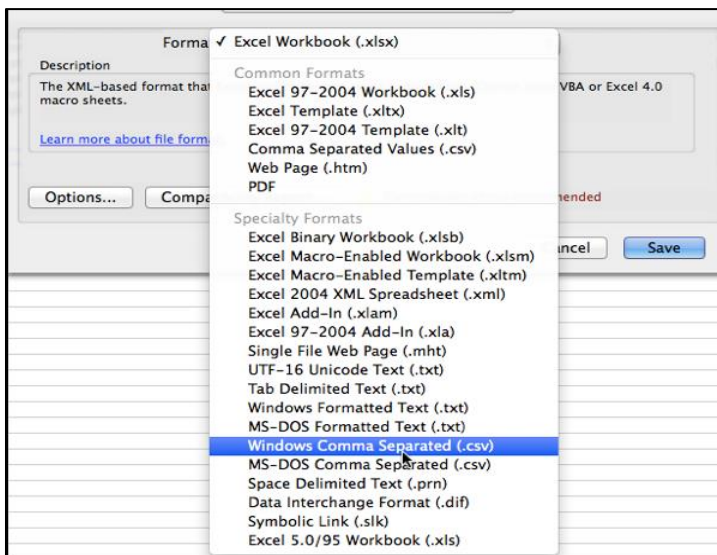 Forma ✓ Excel Workbook (.xlsx)
Description
The XML-based format that
VBA or Excel 4.0
macro sheets.
Learn more about file form
Common Formats
Excel 97-2004 Workbook (.xls)
Excel Template (.xltx)
Excel 97-2004 Template (.xlt)
Comma Separated Values (.csv)
Web Page (.htm)
PDF
Options...
Compa
mended
Specialty Formats
Excel Binary Workbook (.xlsb)
Excel Macro-Enabled Workbook (.xlsm)
Excel Macro-Enabled Template (.xltm)
Excel 2004 XML Spreadsheet (.xml)
Excel Add-In (.xlam)
Excel 97-2004 Add-In (.xla)
Single File Web Page (.mht)
UTF-16 Unicode Text (.txt)
Tab Delimited Text (.txt)
Windows Formatted Text (.txt)
MS-DOS Formatted Text (.txt)
Windows Comma Separated (.csv)
MS-DOS Comma Separated (.csv)
Space Delimited Text (.prn)
Data Interchange Format (.dif)
Symbolic Link (.slk)
Excel 5.0/95 Workbook (.xls)
ncel
Save